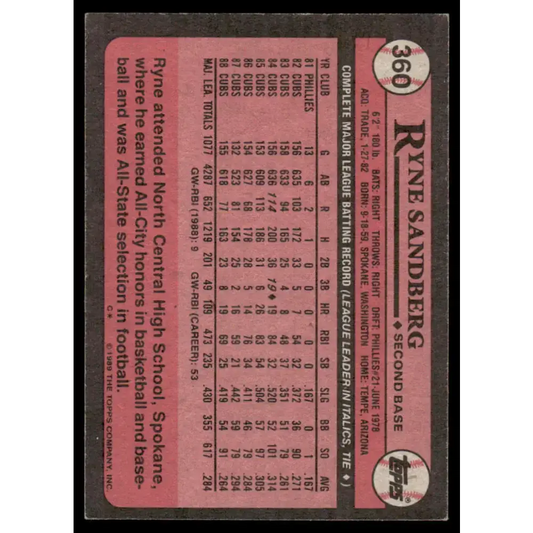 360
RYNE SANDBERG ♦ SECOND BASE
TOPPS®
6'2" 180 lb. BATS: RIGHT THROWS: RIGHT DRFT: PHILLIES #21-JUNE 1978
ACQ: TRADE, 1-27-82 BORN: 9-18-59, SPOKANE, WASHINGTON HOME: TEMPE, ARIZONA
COMPLETE MAJOR LEAGUE BATTING RECORD (LEAGUE LEADER IN ITALICS, TIE ♦)
YR CLUB G AB R H 2B 3B HR RBI SB SLG BB SO AVG
81 PHILLIES 13 6 2 1 0 0 0 0 0 .167 0 1 .167
82 CUBS 156 635 103 172 33 5 7 54 32 .372 36 90 .271
83 CUBS 158 633 94 165 25 4 8 48 37 .351 51 79 .261
84 CUBS 156 636 114 200 36 19♦ 19 84 32 .520 52 101 .314
85 CUBS 153 609 113 186 31 6 26 83 54 .504 57 97 .305
86 CUBS 154 627 68 178 28 5 14 76 34 .411 46 79 .284
87 CUBS 132 523 81 154 25 2 16 59 21 .442 59 79 .294
88 CUBS 155 618 77 163 23 8 19 69 25 .419 54 91 .264
MAJ. LEA. TOTALS 1077 4287 652 1219 201 49 109 473 235 .430 355 617 .284
GW-RBI (1988): 9 GW-RBI (CAREER): 53
Ryne attended North Central High School, Spokane,
where he earned All-City honors in basketball and base-
ball and was All-State selection in football.
C* ©1989 THE TOPPS COMPANY, INC.